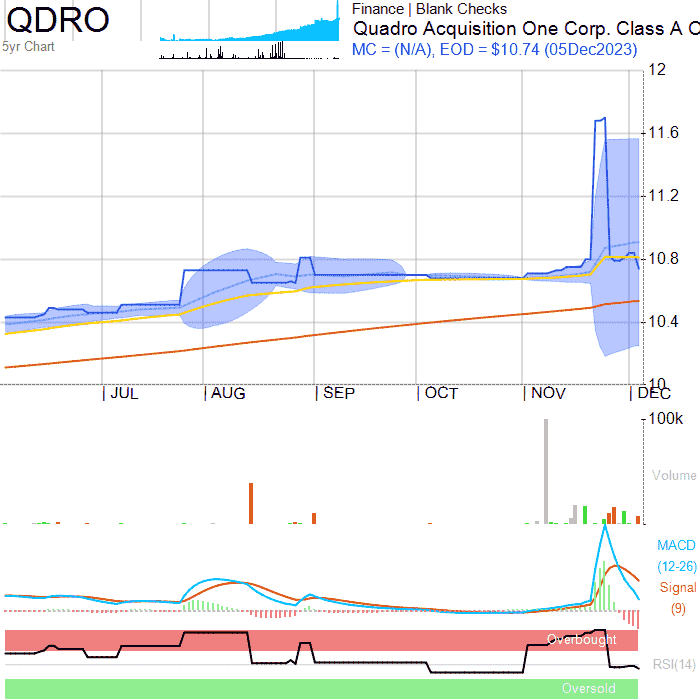 QDRO
5yr Chart
Finance | Blank Checks
Quadro Acquisition One Corp. Class A O
MC = (N/A), EOD = $10.74 (05Dec2023)
12
11.6
11.2
10.8
10.4
10
JUL
AUG
SEP
OCT
NOV
DEC
100k
Volume
MACD
(12-26)
Signal
(9)
Overbought
RSI(14)
Oversold